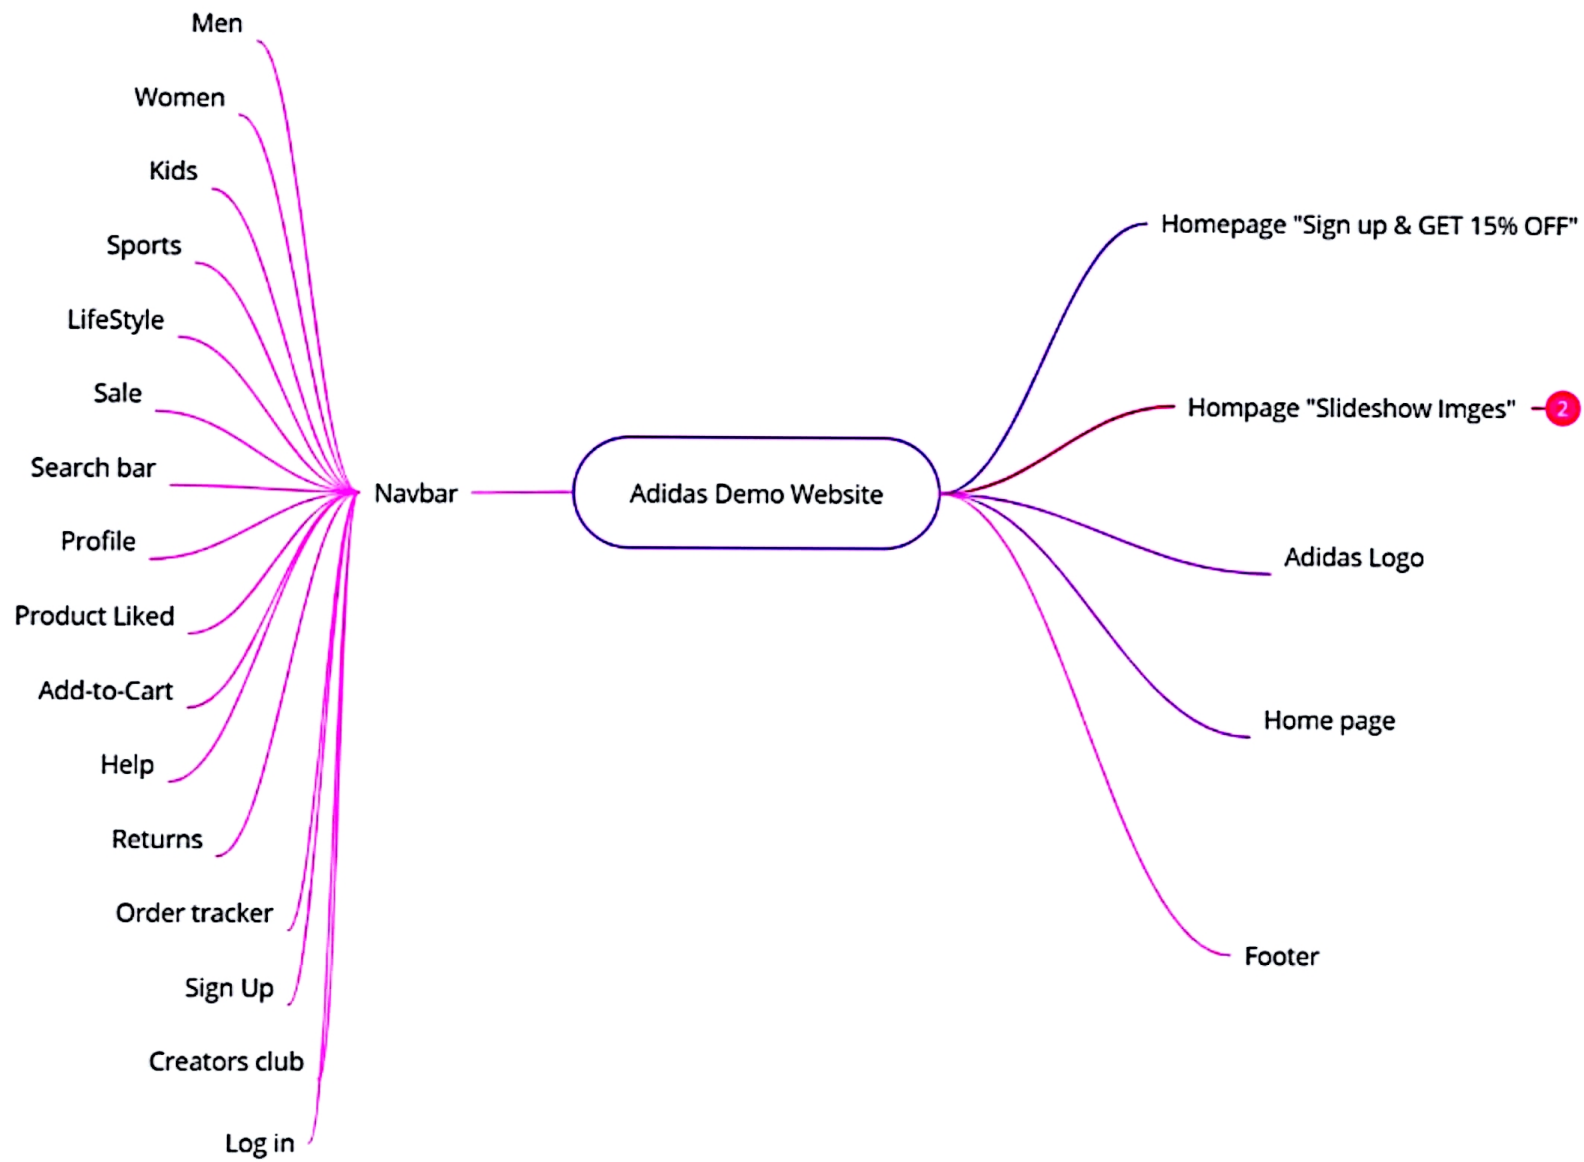 Men
Women
Kids
Sports
LifeStyle
Sale
Search bar
Profile
Product Liked
Add-to-Cart
Help
Returns
Order tracker
Sign Up
Creators club
Log in
Navbar
Adidas Demo Website
Homepage "Sign up & GET 15% OFF"
Hompage "Slideshow Imges"
2
Adidas Logo
Home page
Footer